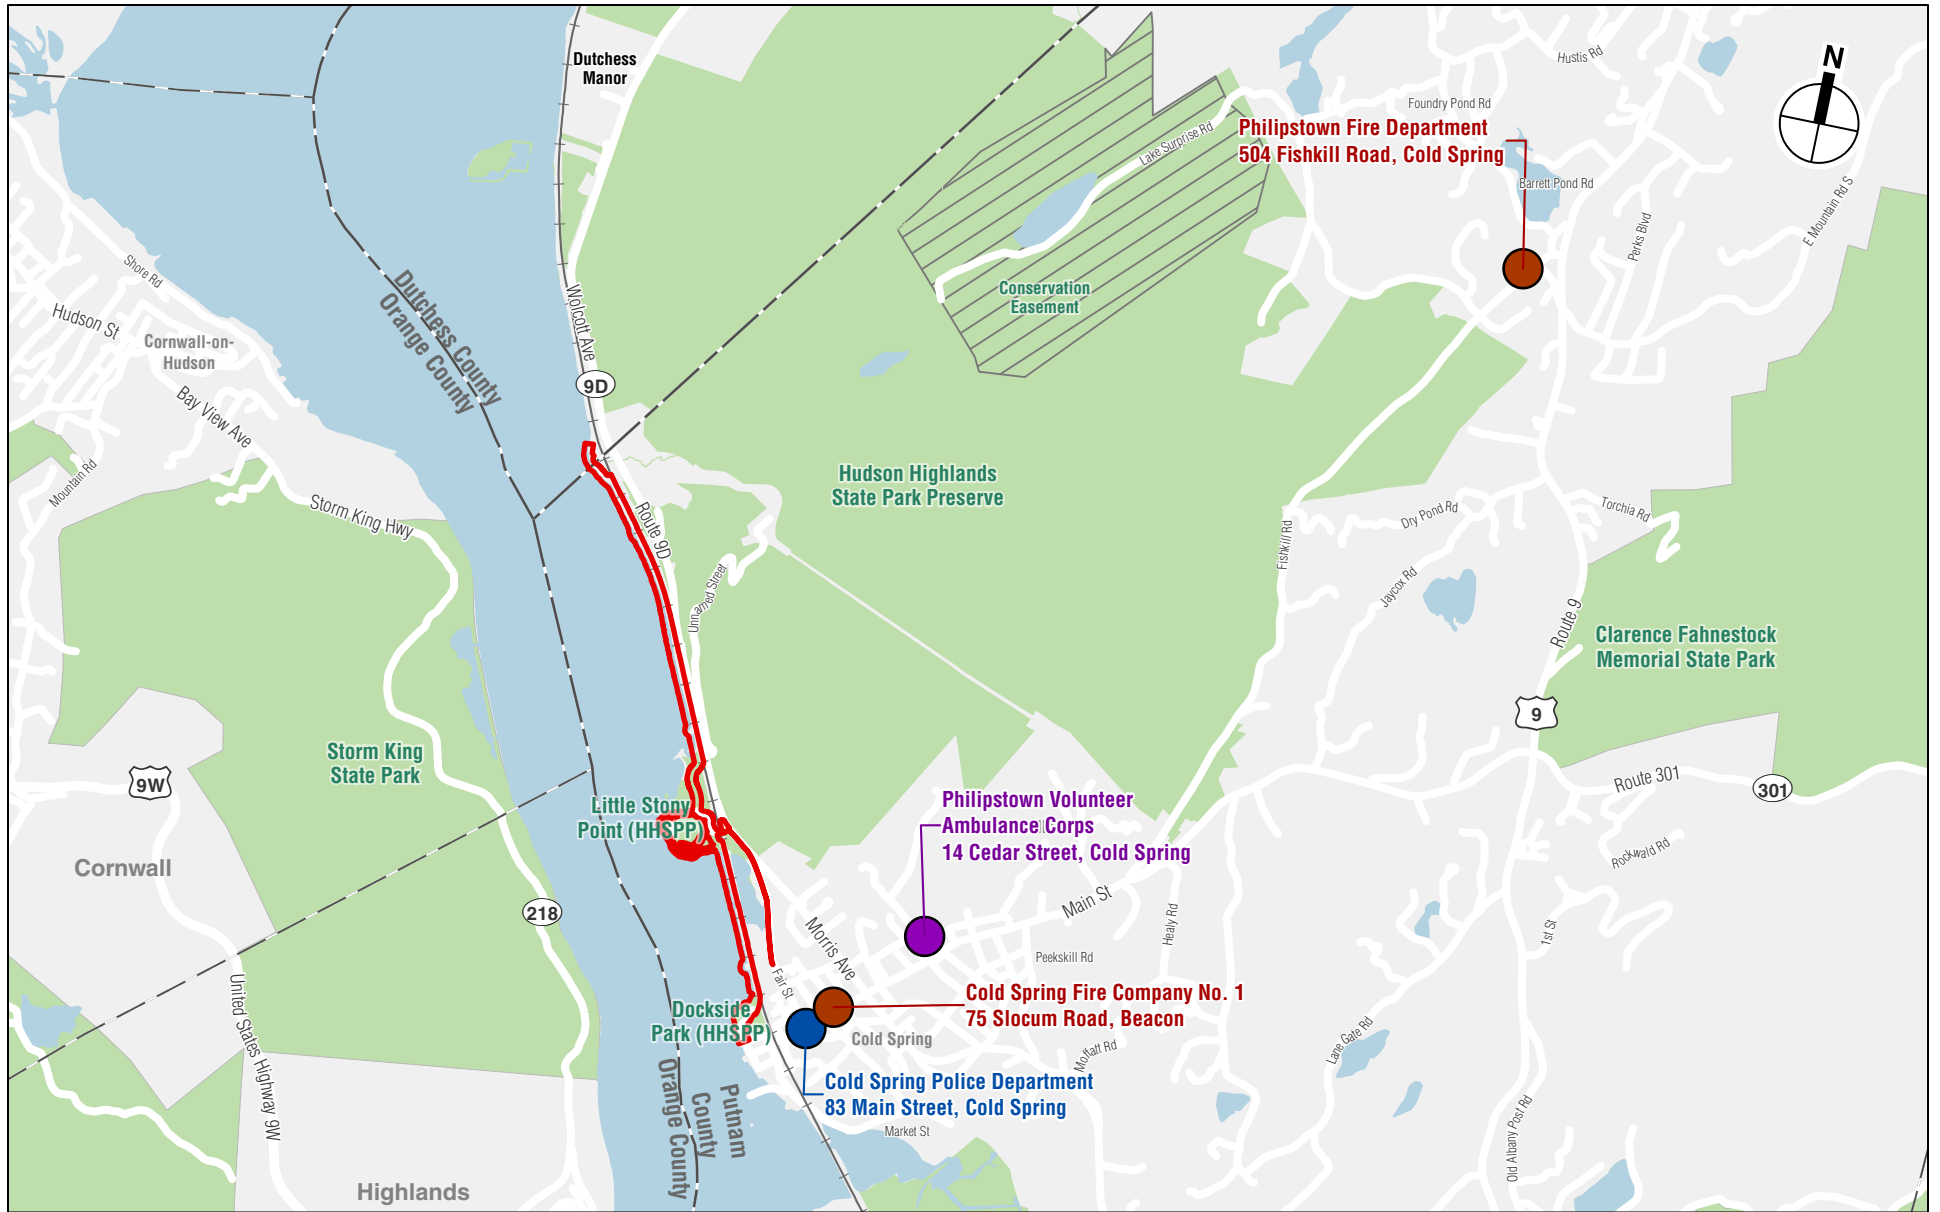 Dutchess
Manor
N
Hustis Rd
Foundry Pond Rd
Philipstown Fire Department
504 Fishkill Road, Cold Spring
Lake Surprise Rd
Barrett Pond Rd
Perks Blvd
E Mountain Rd S
Shore Rd
Hudson St
Cornwall-on-
Hudson
Bay View Ave
Dutchess County
Orange County
Wolcott Ave
9D
Conservation
Easement
Mountain Rd
Storm King Hwy
Route 9D
Hudson Highlands
State Park Preserve
Unnamed Street
Fishkill Rd
Dry Pond Rd
Torchia Rd
Jaycox Rd
Route 9
Clarence Fahnestock
Memorial State Park
9
Storm King
State Park
9W
Route 301
301
Little Stony
Point (HHSPP)
Philipstown Volunteer
Ambulance Corps
14 Cedar Street, Cold Spring
Rockwald Rd
Cornwall
218
Main St
Healy Rd
1st St
Morris Ave
Peekskill Rd
Fair St
United States Highway 9W
Dockside
Park (HHSPP)
Cold Spring Fire Company No. 1
75 Slocum Road, Beacon
Cold Spring
Moffatt Rd
Lane Gate Rd
Cold Spring Police Department
83 Main Street, Cold Spring
Putnam
County
Orange County
Market St
Old Albany Post Rd
Highlands